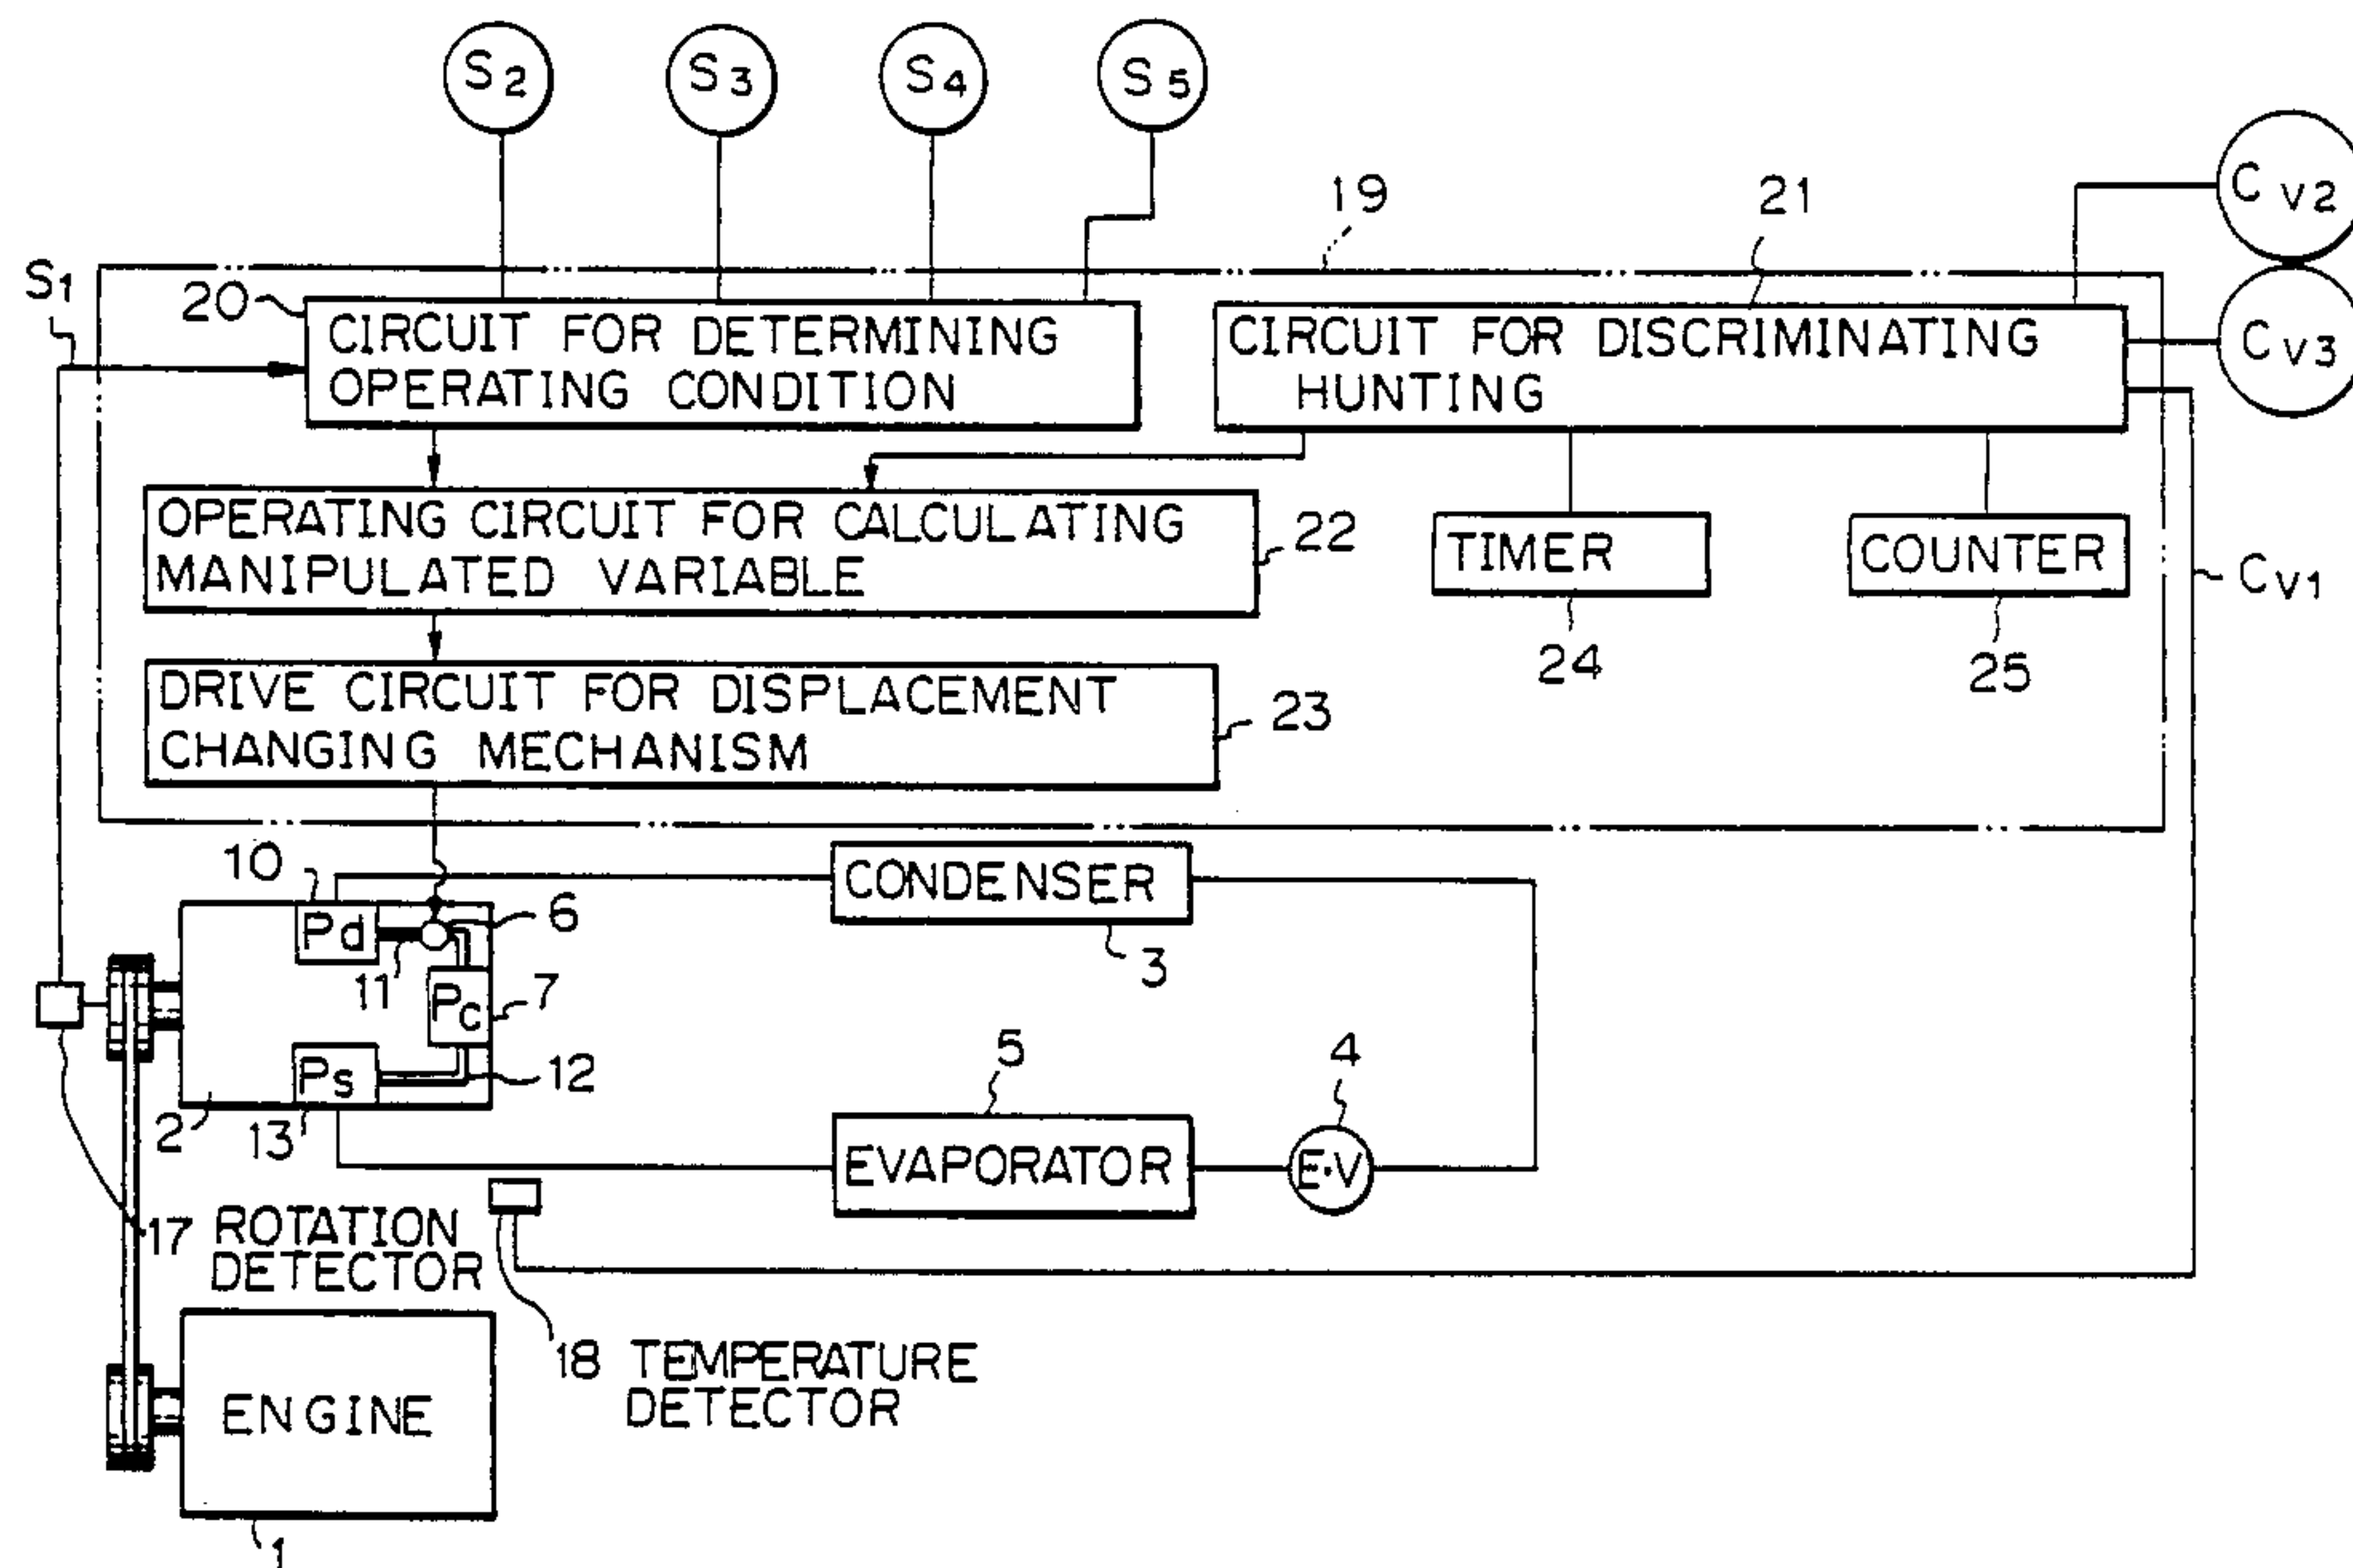 S2 S3 S4 S5
19 21 Cv2
S1 20
CIRCUIT FOR DETERMINING
OPERATING CONDITION
CIRCUIT FOR DISCRIMINATING
HUNTING
Cv3
OPERATING CIRCUIT FOR CALCULATING
MANIPULATED VARIABLE
22
TIMER
COUNTER
Cv1
24 25
DRIVE CIRCUIT FOR DISPLACEMENT
CHANGING MECHANISM
23
10
CONDENSER
Pd 6
11 3
Pc 7
5 4
Ps 12
2 13
EVAPORATOR
E·V
17 ROTATION
DETECTOR
18 TEMPERATURE
DETECTOR
ENGINE
1